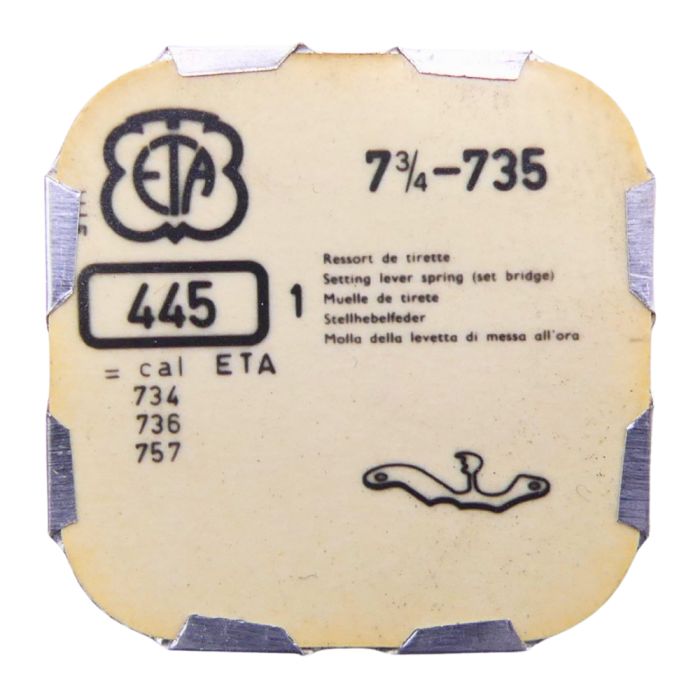 ETA
7¾-735
445
1
Ressort de tirette
Setting lever spring (set bridge)
Muelle de tirete
Stellhebelfeder
Molla della levetta di messa all'ora
= cal ETA
734
736
757